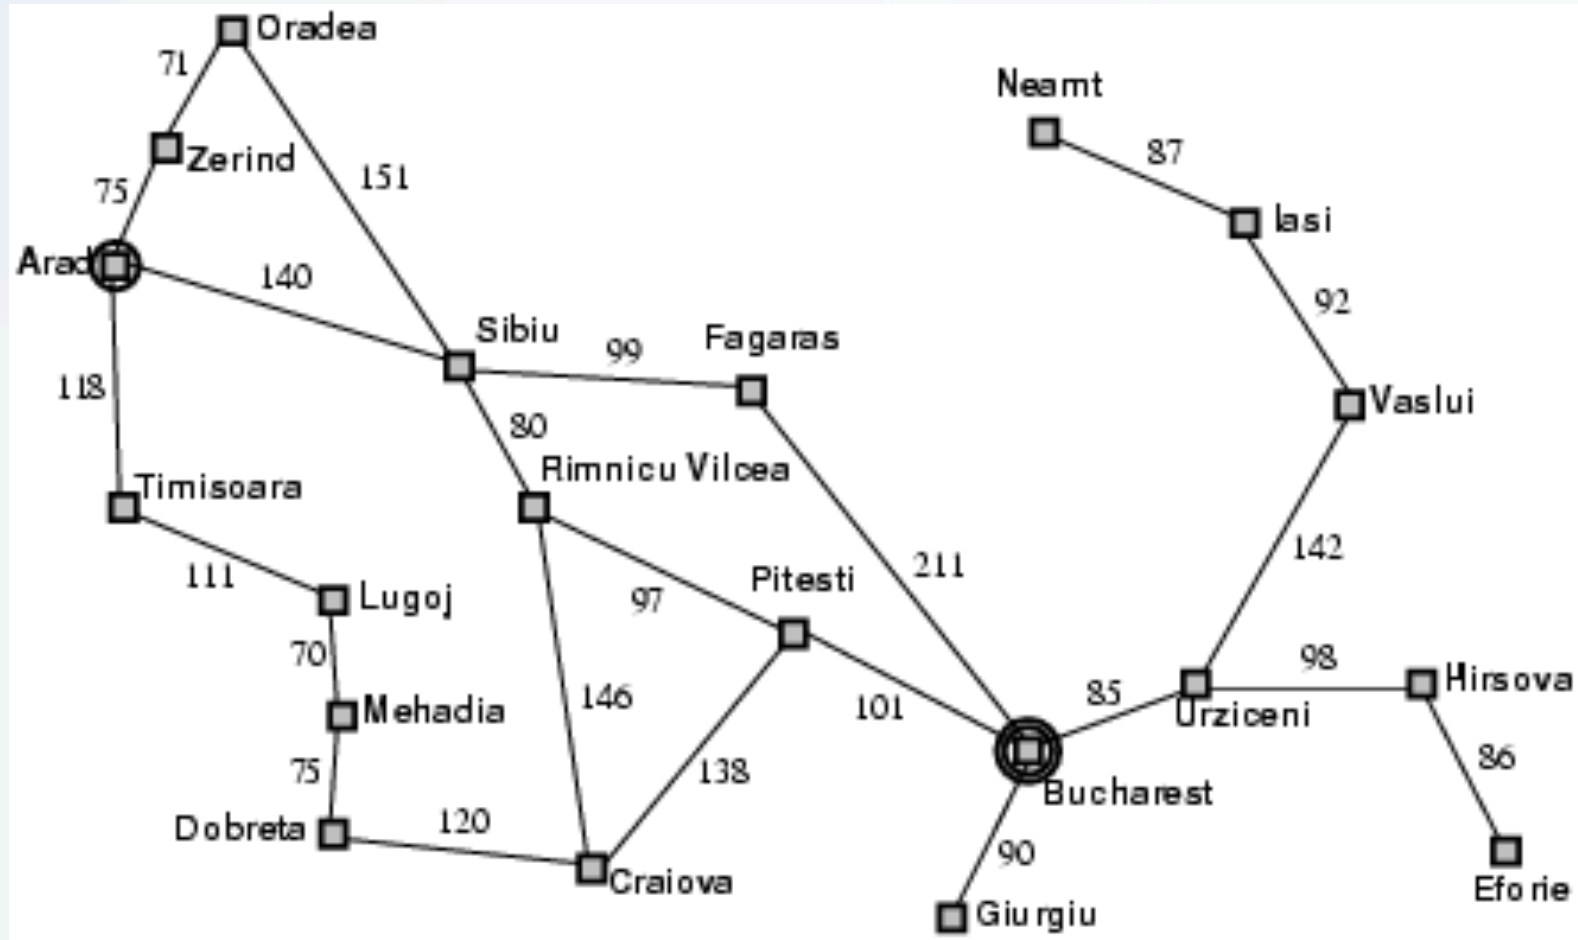 Oradea
71
Neamt
87
Zerind
151
75
Iasi
Arad
140
92
Sibiu
Fagaras
99
118
Vaslui
80
Rimnicu Vilcea
Timisoara
142
211
111
Pitesti
Lugoj
97
70
98
Hirsova
146
85
Mehadia
101
Urziceni
86
75
138
Bucharest
Dobreta
120
90
Craiova
Eforie
Giurgiu